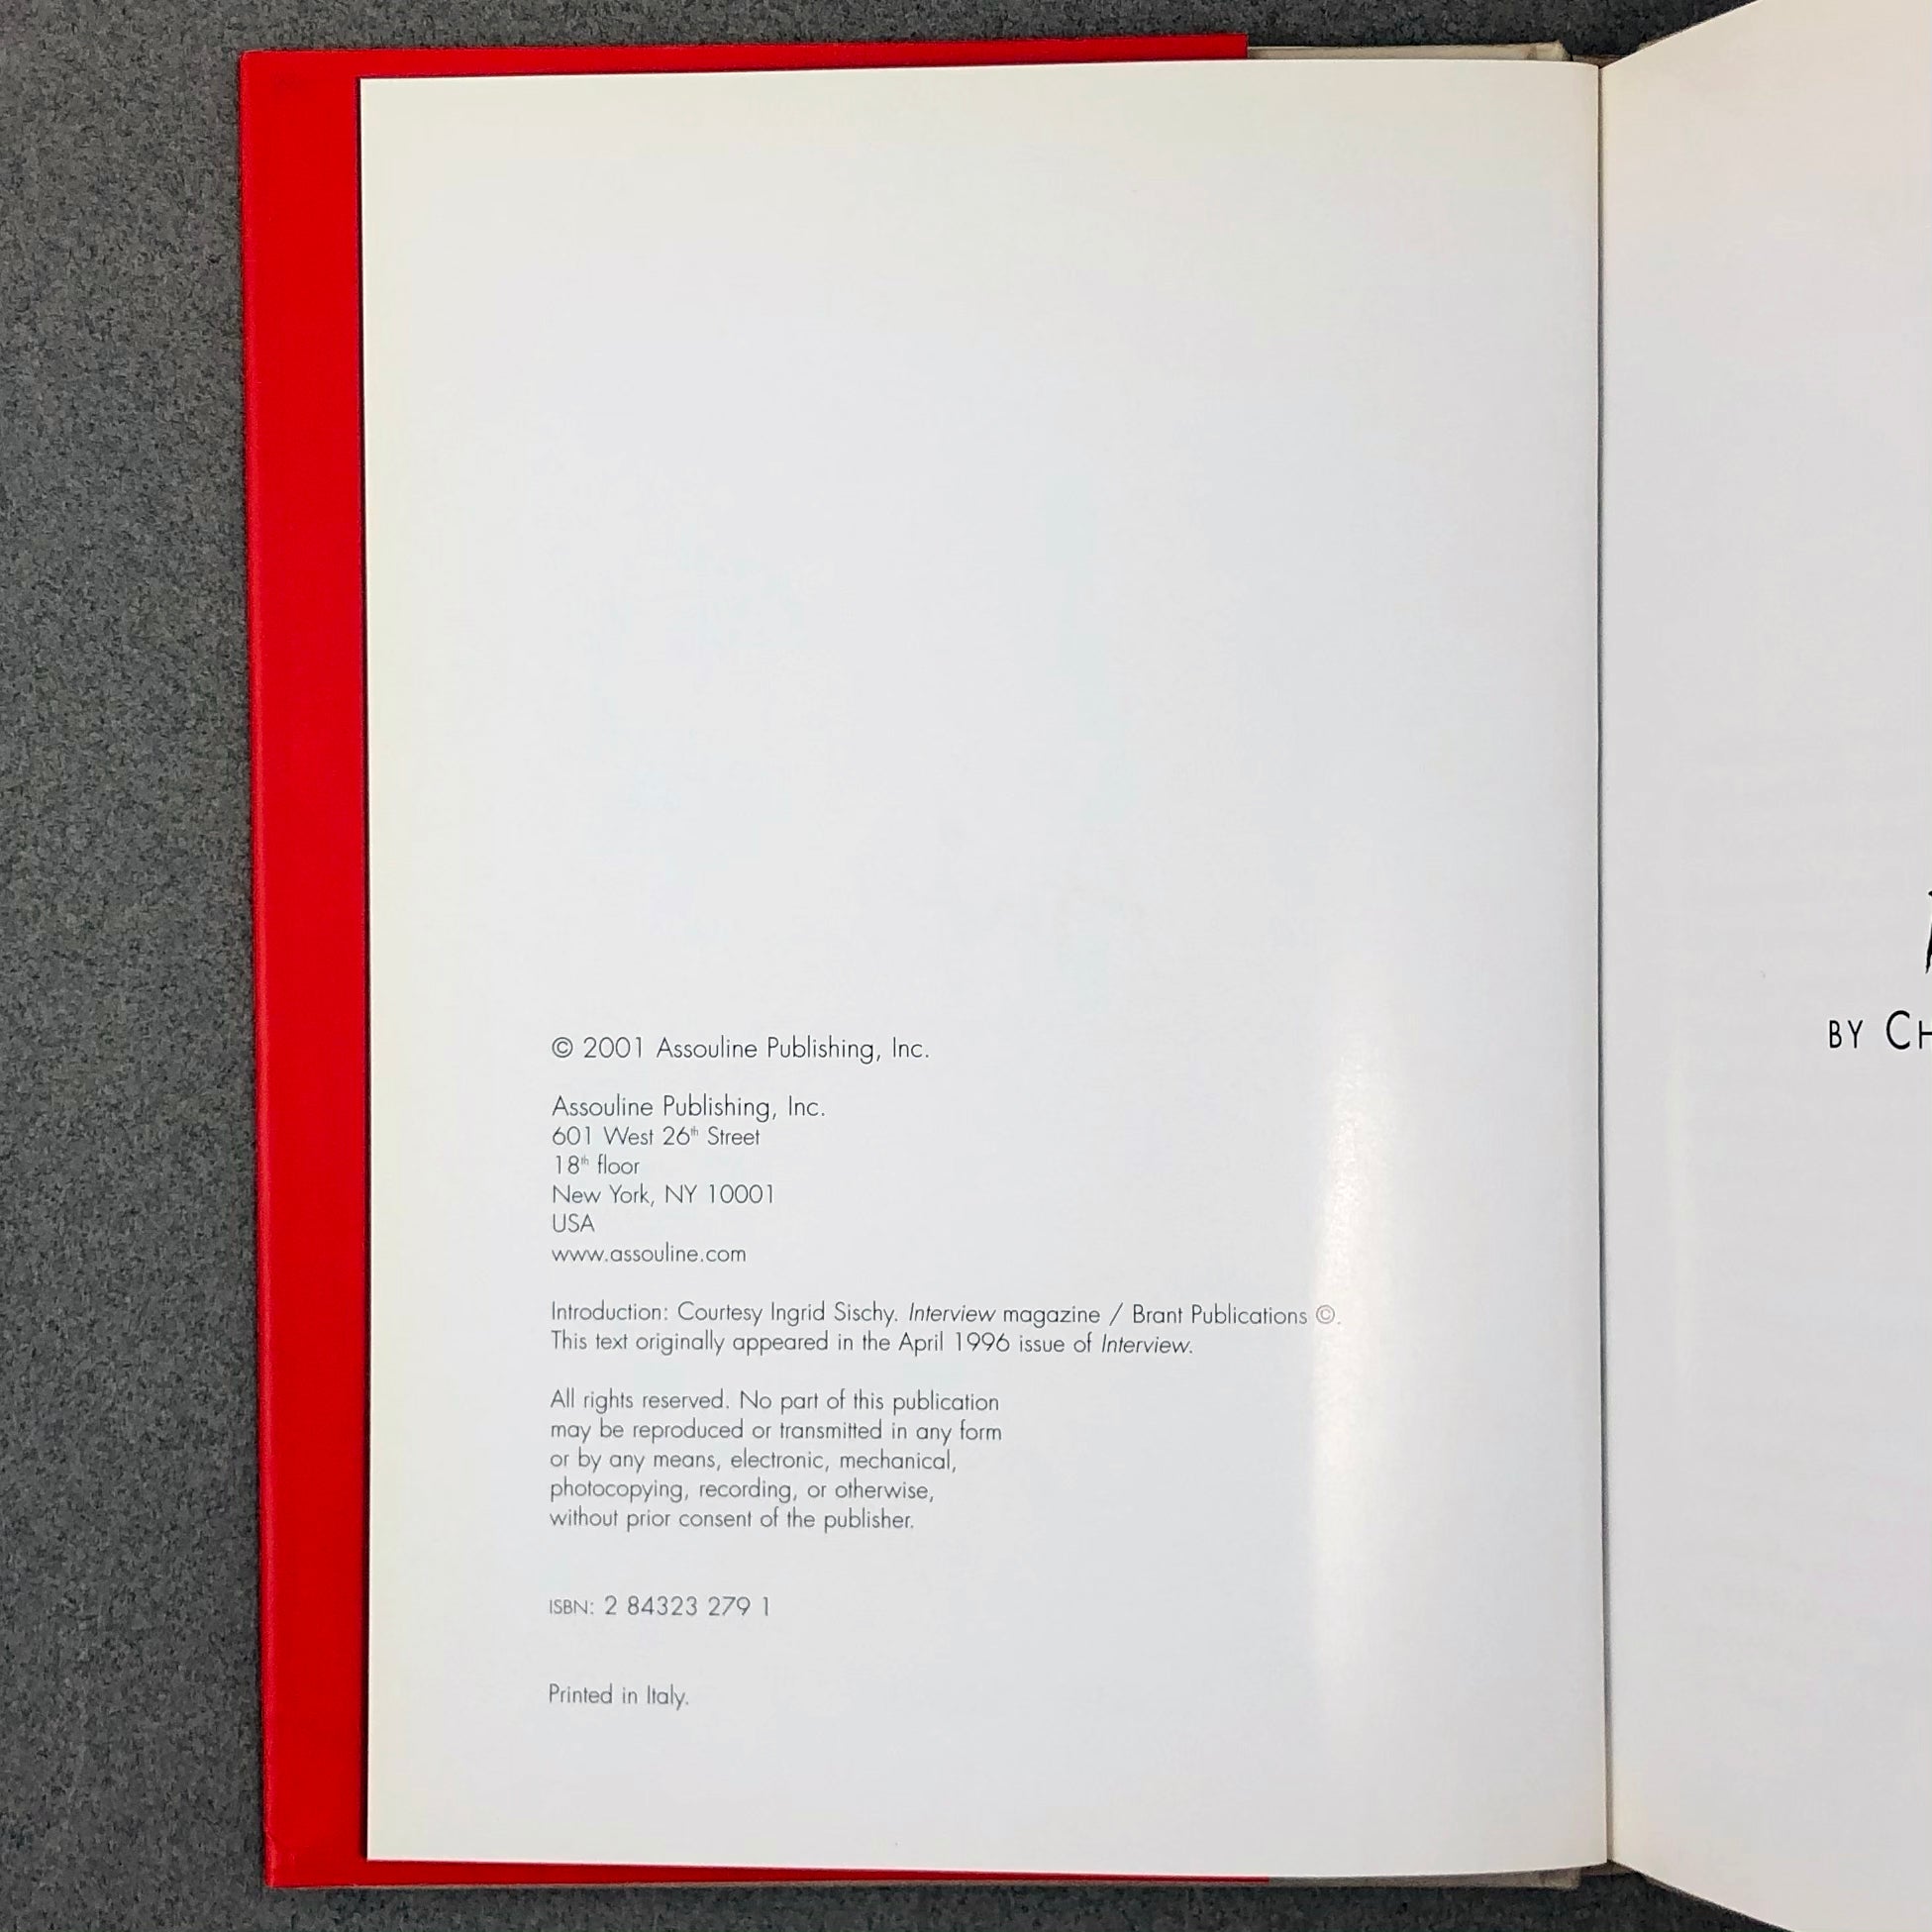 © 2001 Assouline Publishing, Inc.
Assouline Publishing, Inc.
601 West 26th Street
18th floor
New York, NY 10001
USA
www.assouline.com
Introduction: Courtesy Ingrid Sischy. Interview magazine / Brant Publications ©.
This text originally appeared in the April 1996 issue of Interview.
All rights reserved. No part of this publication
may be reproduced or transmitted in any form
or by any means, electronic, mechanical,
photocopying, recording, or otherwise,
without prior consent of the publisher.
ISBN: 2 84323 279 1
Printed in Italy.
BY CH